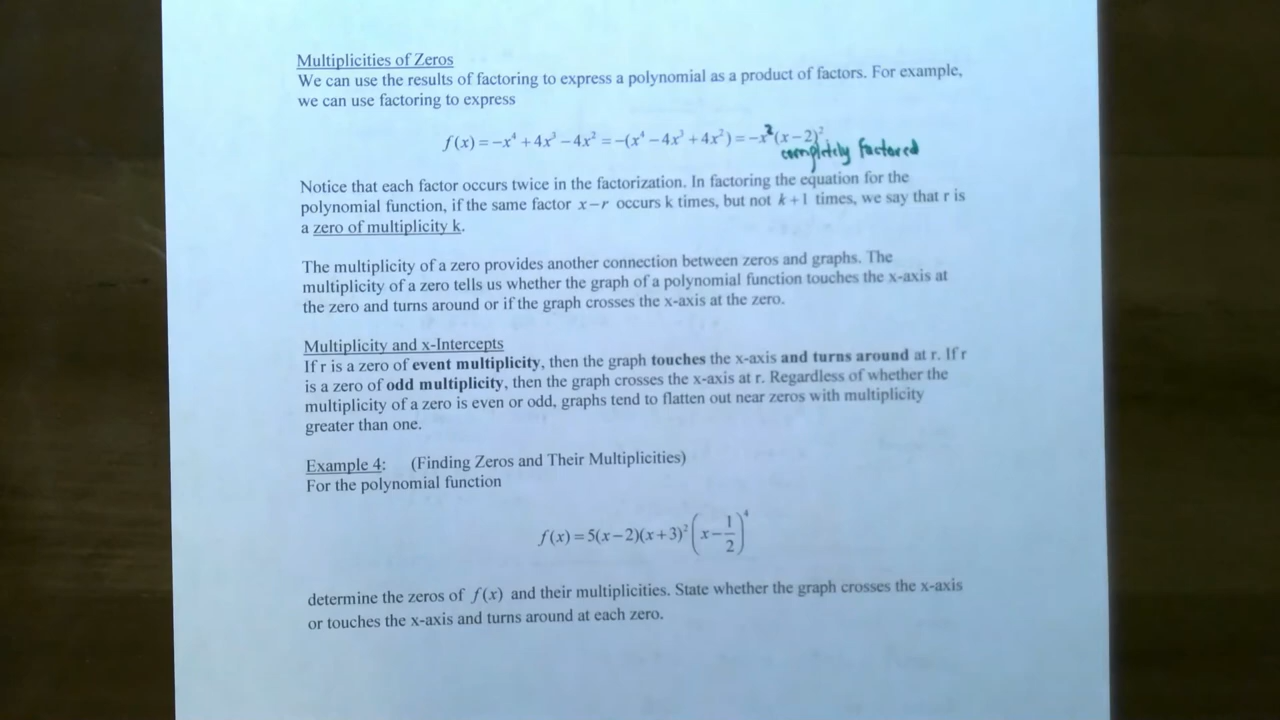 Multiplicities of Zeros
We can use the results of factoring to express a polynomial as a product of factors. For example,
we can use factoring to express
f(x) = −x⁴ + 4x³ − 4x² = −(x⁴ − 4x³ + 4x²) = −x²(x − 2)²
completely factored
Notice that each factor occurs twice in the factorization. In factoring the equation for the
polynomial function, if the same factor x − r occurs k times, but not k + 1 times, we say that r is
a zero of multiplicity k.
The multiplicity of a zero provides another connection between zeros and graphs. The
multiplicity of a zero tells us whether the graph of a polynomial function touches the x-axis at
the zero and turns around or if the graph crosses the x-axis at the zero.
Multiplicity and x-Intercepts
If r is a zero of event multiplicity, then the graph touches the x-axis and turns around at r. If r
is a zero of odd multiplicity, then the graph crosses the x-axis at r. Regardless of whether the
multiplicity of a zero is even or odd, graphs tend to flatten out near zeros with multiplicity
greater than one.
Example 4: (Finding Zeros and Their Multiplicities)
For the polynomial function
f(x) = 5(x − 2)(x + 3)²(x − 1/2)⁴
determine the zeros of f(x) and their multiplicities. State whether the graph crosses the x-axis
or touches the x-axis and turns around at each zero.